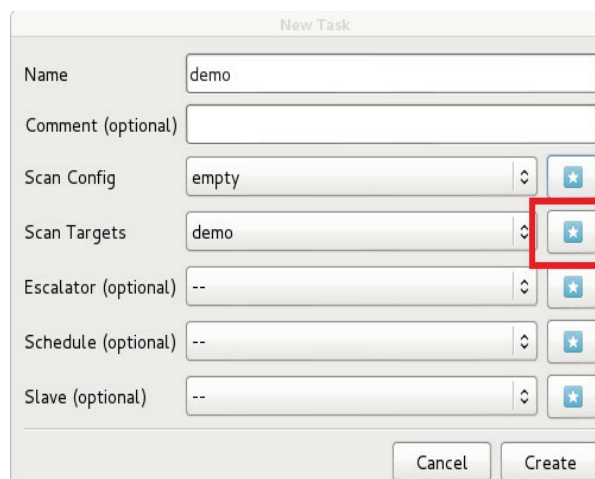 New Task
Name demo
Comment (optional)
Scan Config empty
Scan Targets demo
Escalator (optional) --
Schedule (optional) --
Slave (optional) --
Cancel Create